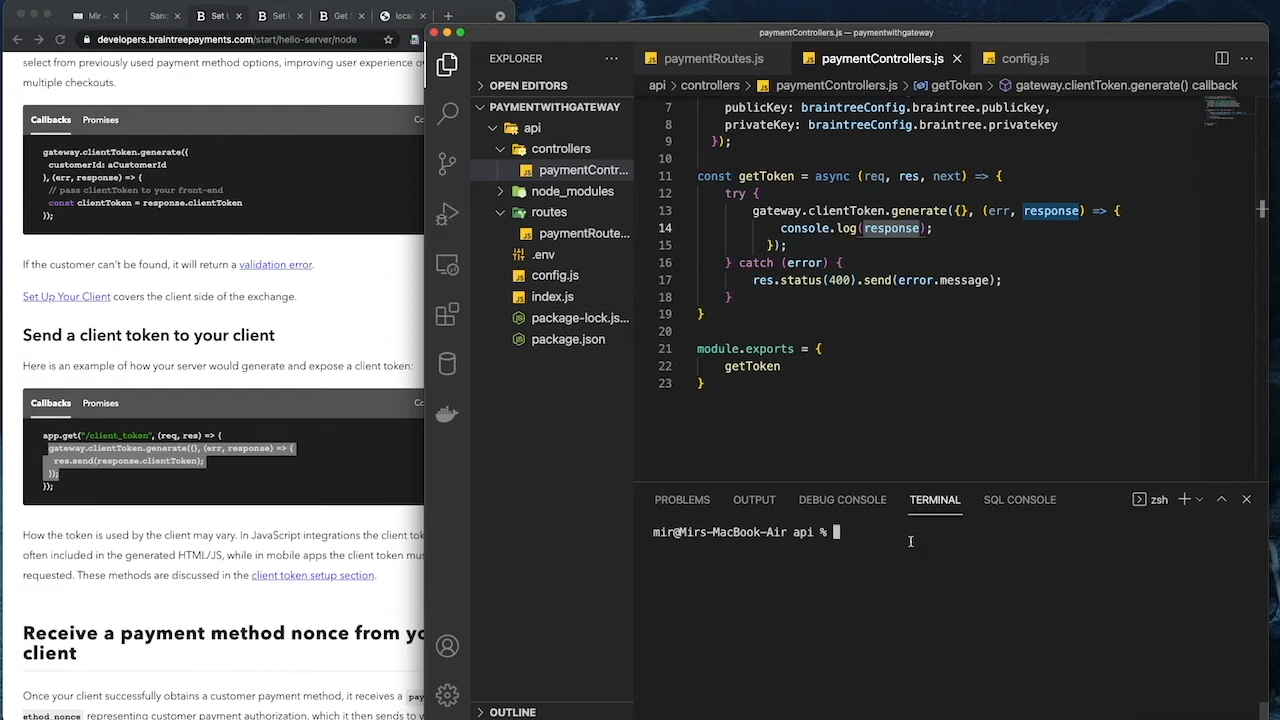 Mir -
Sand
Set U
Set U
Get S
loca
developers.braintreepayments.com/start/hello-server/node
select from previously used payment method options, improving user experience ov
multiple checkouts.
Callbacks Promises
gateway.clientToken.generate({
customerId: aCustomerId
}, (err, response) => {
// pass clientToken to your front-end
const clientToken = response.clientToken
});
If the customer can't be found, it will return a validation error.
Set Up Your Client covers the client side of the exchange.
Send a client token to your client
Here is an example of how your server would generate and expose a client token:
Callbacks Promises
app.get("/client_token", (req, res) => {
gateway.clientToken.generate({}, (err, response) => {
res.send(response.clientToken);
});
});
How the token is used by the client may vary. In JavaScript integrations the client tok
often included in the generated HTML/JS, while in mobile apps the client token mus
requested. These methods are discussed in the client token setup section.
Receive a payment method nonce from yo
client
Once your client successfully obtains a customer payment method, it receives a pay
ethod_nonce representing customer payment authorization, which it then sends to y
paymentControllers.js — paymentwithgateway
EXPLORER
OPEN EDITORS
PAYMENTWITHGATEWAY
api
controllers
paymentContr...
node_modules
routes
paymentRoute...
.env
config.js
index.js
package-lock.js...
package.json
OUTLINE
paymentRoutes.js
paymentControllers.js
config.js
api > controllers > paymentControllers.js > getToken > gateway.clientToken.generate() callback
7 publicKey: braintreeConfig.braintree.publickey,
8 privateKey: braintreeConfig.braintree.privatekey
9 });
10
11 const getToken = async (req, res, next) => {
12 try {
13 gateway.clientToken.generate({}, (err, response) => {
14 console.log(response);
15 });
16 } catch (error) {
17 res.status(400).send(error.message);
18 }
19 }
20
21 module.exports = {
22 getToken
23 }
PROBLEMS OUTPUT DEBUG CONSOLE TERMINAL SQL CONSOLE
zsh
mir@Mirs-MacBook-Air api %